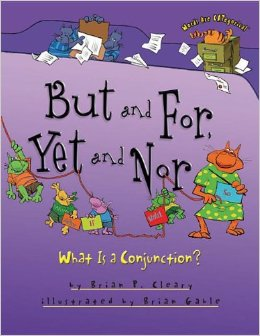 Words Are CATegorical
But and For,
Yet and Nor
What Is a Conjunction?
by Brian P. Cleary
illustrated by Brian Gable